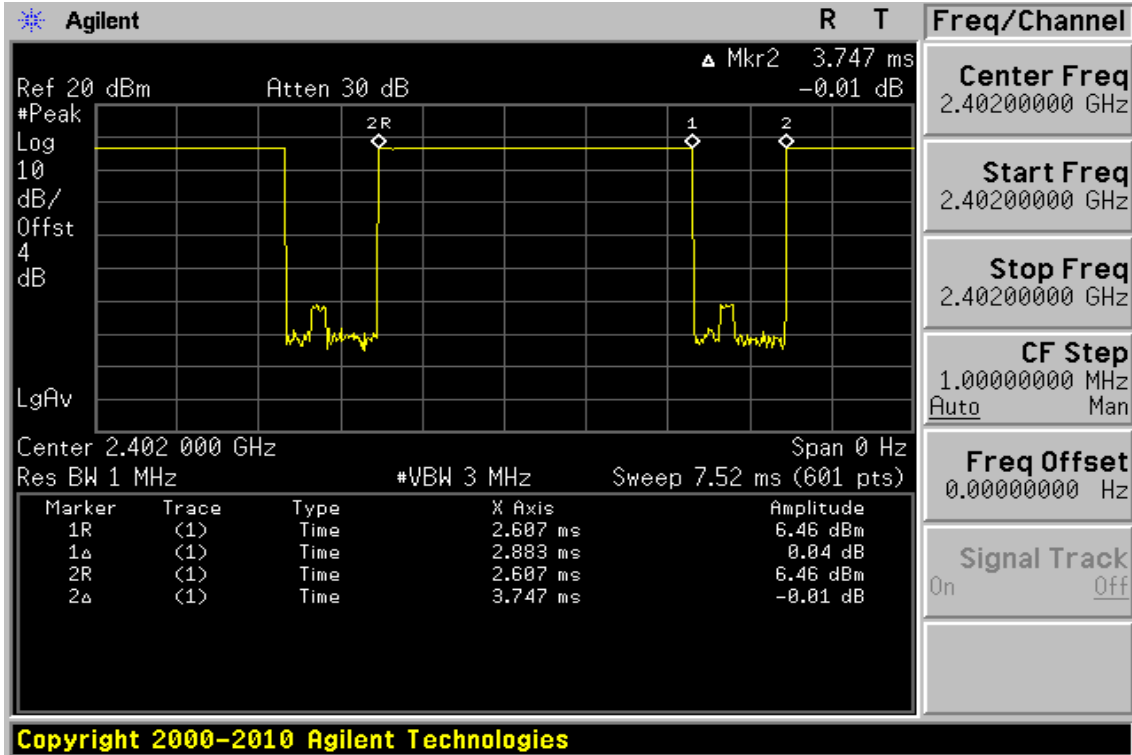 Agilent R T Freq/Channel
▵ Mkr2 3.747 ms
Ref 20 dBm Atten 30 dB -0.01 dB
#Peak
Log
10
dB/
Offst
4
dB
LgAv
2R 1 2
Center 2.402 000 GHz Span 0 Hz
Res BW 1 MHz #VBW 3 MHz Sweep 7.52 ms (601 pts)
Marker Trace Type X Axis Amplitude
1R (1) Time 2.607 ms 6.46 dBm
1▵ (1) Time 2.883 ms 0.04 dB
2R (1) Time 2.607 ms 6.46 dBm
2▵ (1) Time 3.747 ms -0.01 dB
Center Freq
2.40200000 GHz
Start Freq
2.40200000 GHz
Stop Freq
2.40200000 GHz
CF Step
1.00000000 MHz
Auto Man
Freq Offset
0.00000000 Hz
Signal Track
On Off
Copyright 2000-2010 Agilent Technologies